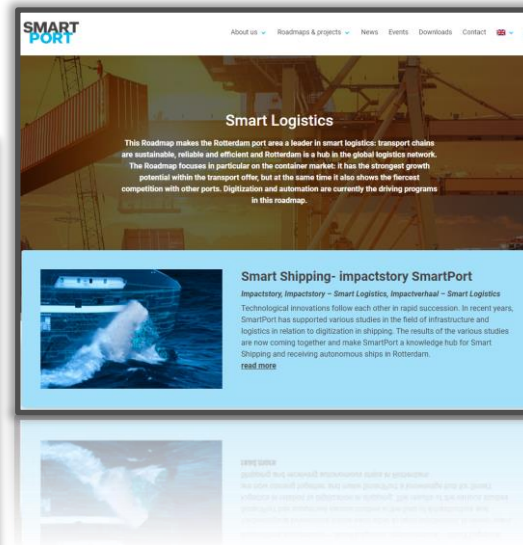 SMART
PORT
About us
Roadmaps & projects
News
Events
Downloads
Contact
Smart Logistics
This Roadmap makes the Rotterdam port area a leader in smart logistics: transport chains
are sustainable, reliable and efficient and Rotterdam is a hub in the global logistics network.
The Roadmap focuses in particular on the container market: it has the strongest growth
potential within the transport offer, but at the same time it also shows the fiercest
competition with other ports. Digitization and automation are currently the driving programs
in this roadmap.
Smart Shipping- impactstory SmartPort
Impactstory, Impactstory – Smart Logistics, Impactverhaal – Smart Logistics
Technological innovations follow each other in rapid succession. In recent years,
SmartPort has supported various studies in the field of infrastructure and
logistics in relation to digitization in shipping. The results of the various studies
are now coming together and make SmartPort a knowledge hub for Smart
Shipping and receiving autonomous ships in Rotterdam.
read more